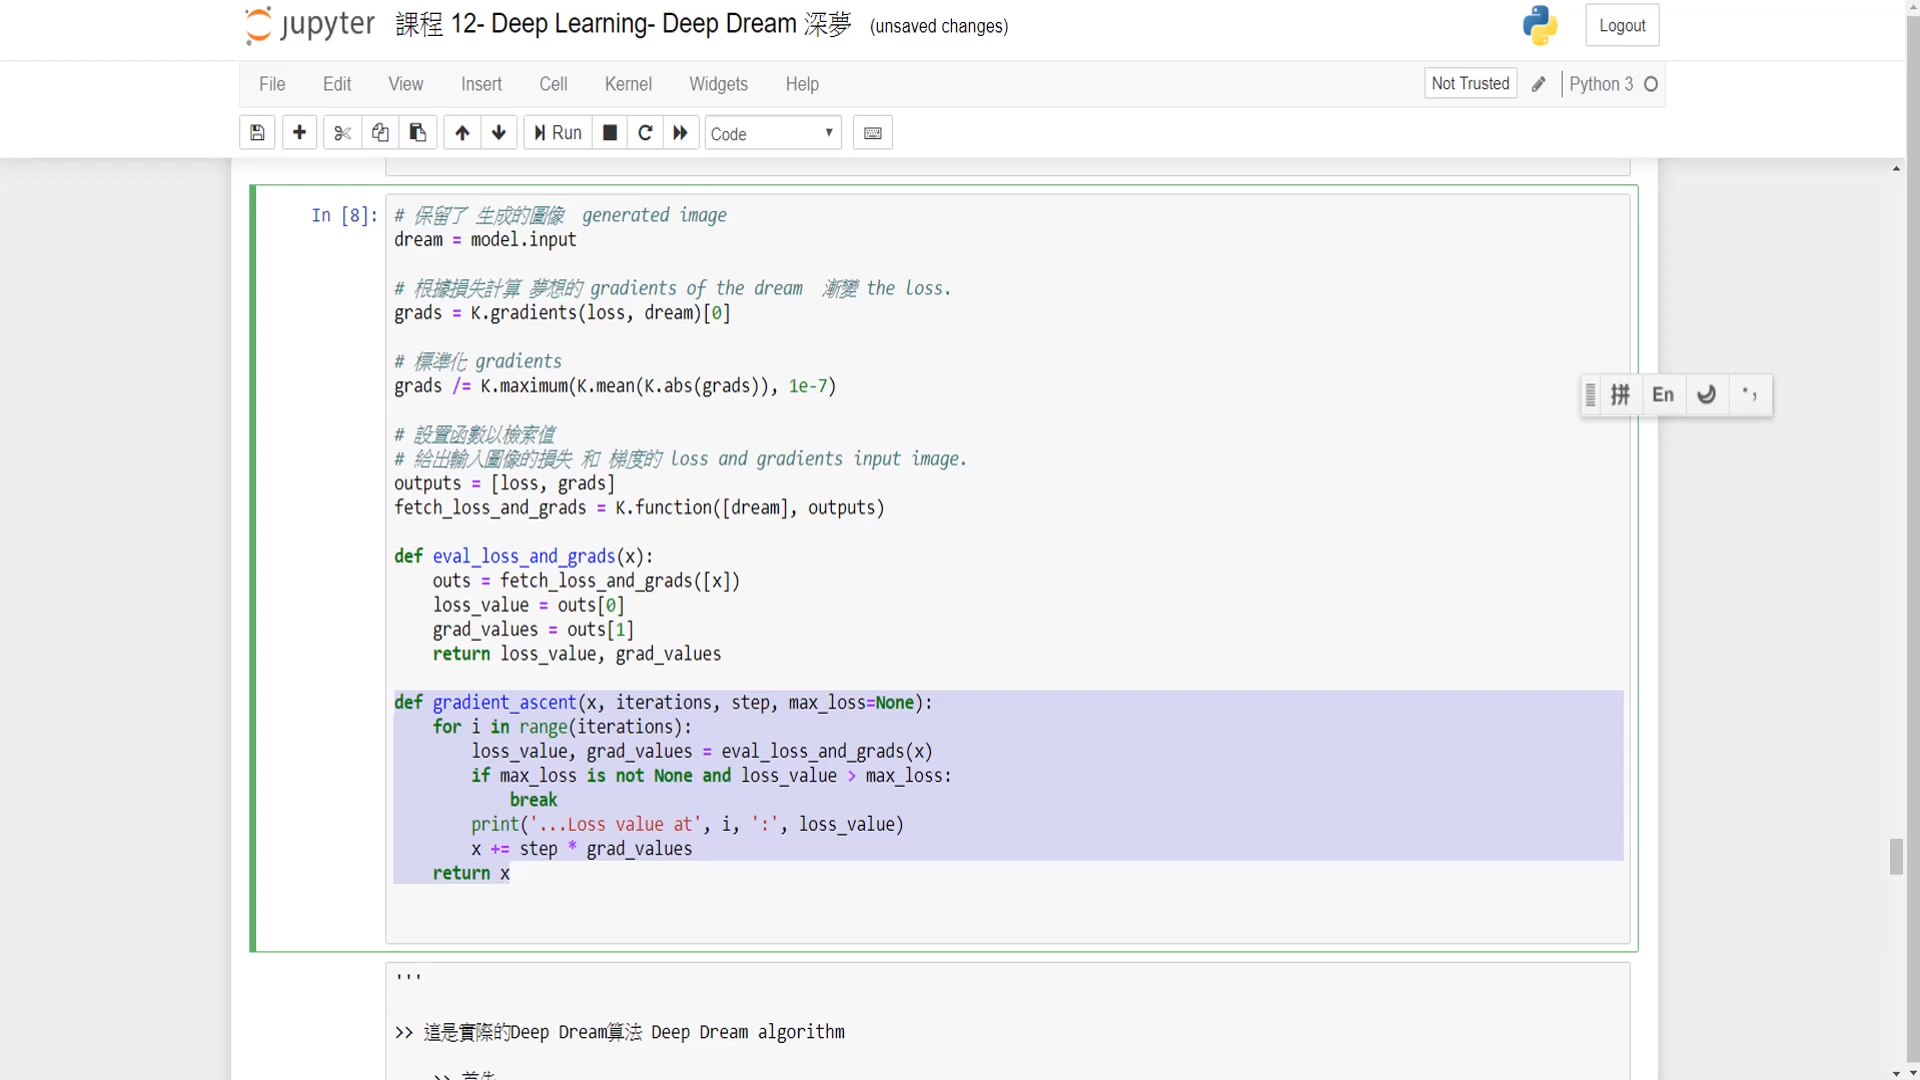 jupyter 課程 12- Deep Learning- Deep Dream 深夢 (unsaved changes)
Logout
File Edit View Insert Cell Kernel Widgets Help
Not Trusted
Python 3
Run
Code
In [8]:
# 保留了 生成的圖像  generated image
dream = model.input
# 根據損失計算 夢想的 gradients of the dream  漸變 the loss.
grads = K.gradients(loss, dream)[0]
# 標準化 gradients
grads /= K.maximum(K.mean(K.abs(grads)), 1e-7)
拼 En
# 設置函數以檢索值
# 給出輸入圖像的損失 和 梯度的 loss and gradients input image.
outputs = [loss, grads]
fetch_loss_and_grads = K.function([dream], outputs)
def eval_loss_and_grads(x):
    outs = fetch_loss_and_grads([x])
    loss_value = outs[0]
    grad_values = outs[1]
    return loss_value, grad_values
def gradient_ascent(x, iterations, step, max_loss=None):
    for i in range(iterations):
        loss_value, grad_values = eval_loss_and_grads(x)
        if max_loss is not None and loss_value > max_loss:
            break
        print('...Loss value at', i, ':', loss_value)
        x += step * grad_values
    return x
'''
>> 這是實際的Deep Dream算法 Deep Dream algorithm
>> 首先